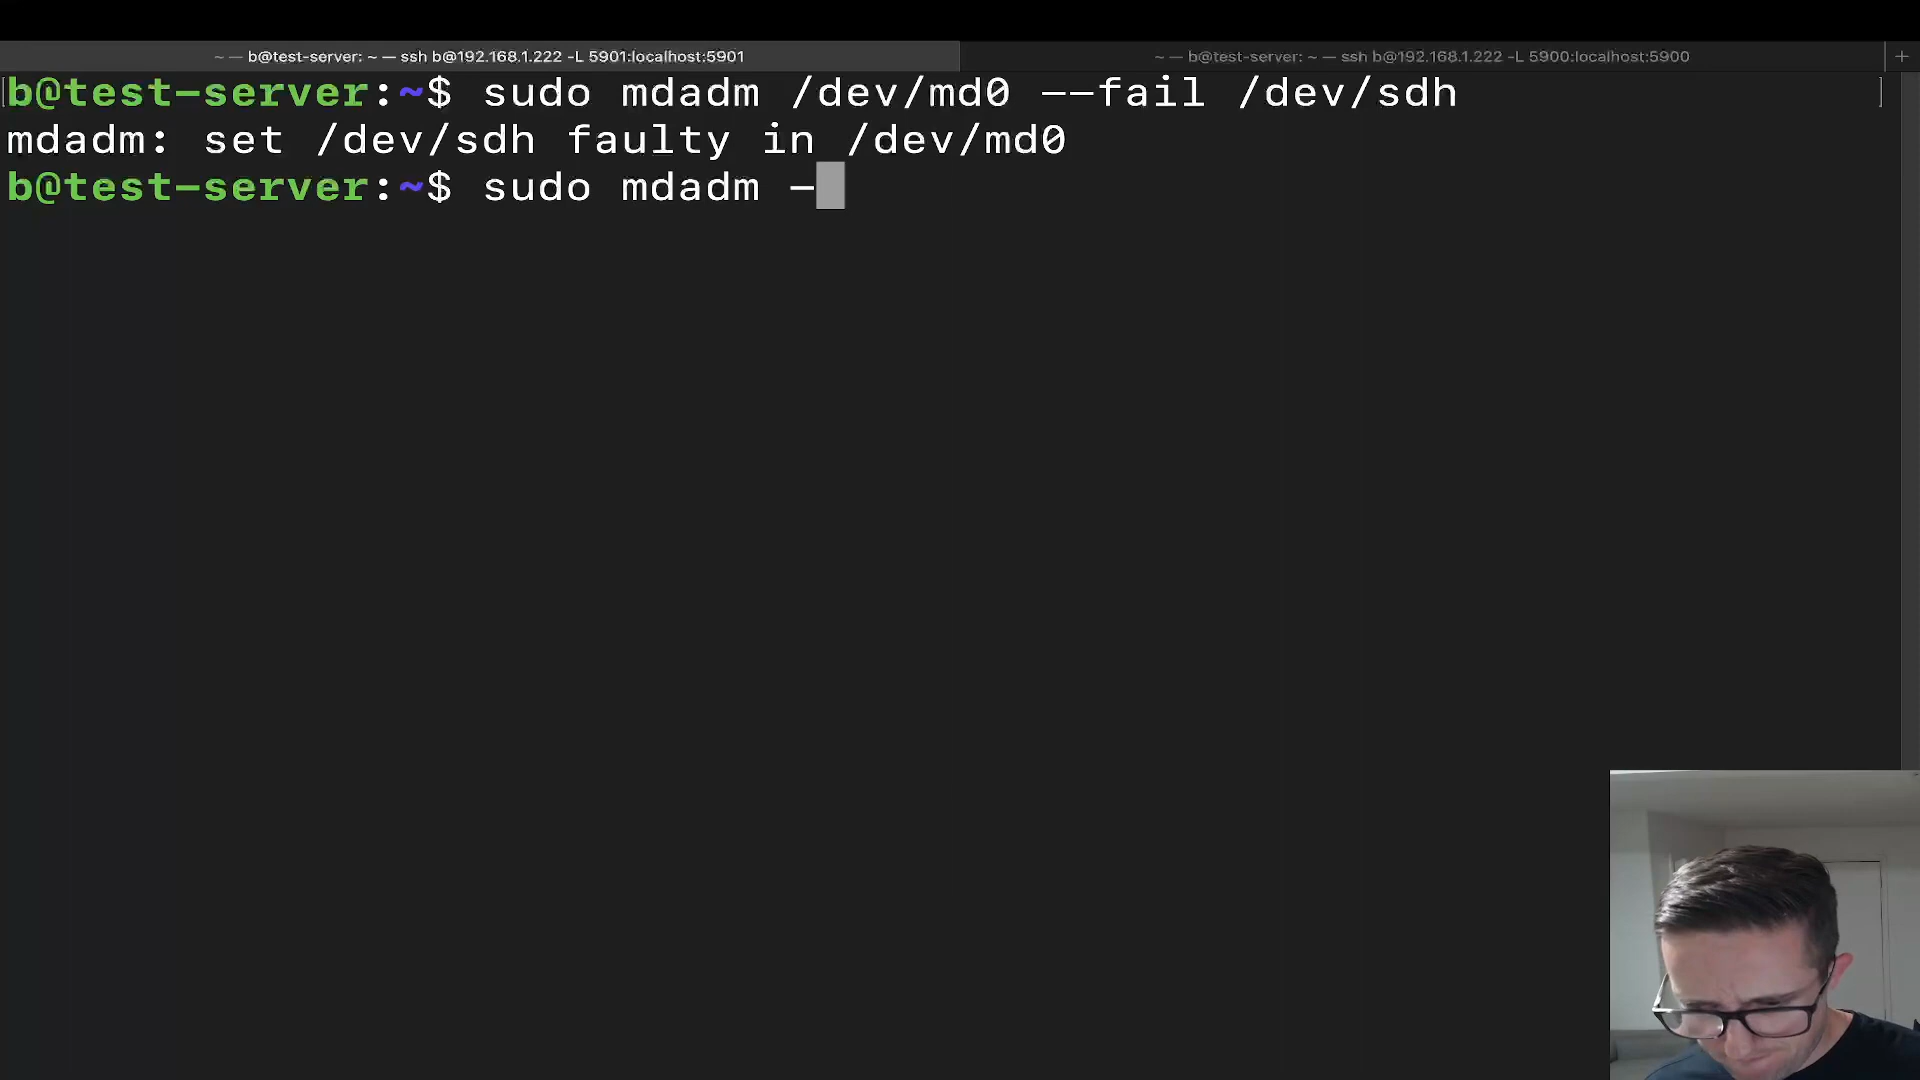 ~ — b@test-server: ~ — ssh b@192.168.1.222 -L 5901:localhost:5901
~ — b@test-server: ~ — ssh b@192.168.1.222 -L 5900:localhost:5900
+
[b@test-server:~$ sudo mdadm /dev/md0 --fail /dev/sdh ]
mdadm: set /dev/sdh faulty in /dev/md0
b@test-server:~$ sudo mdadm -